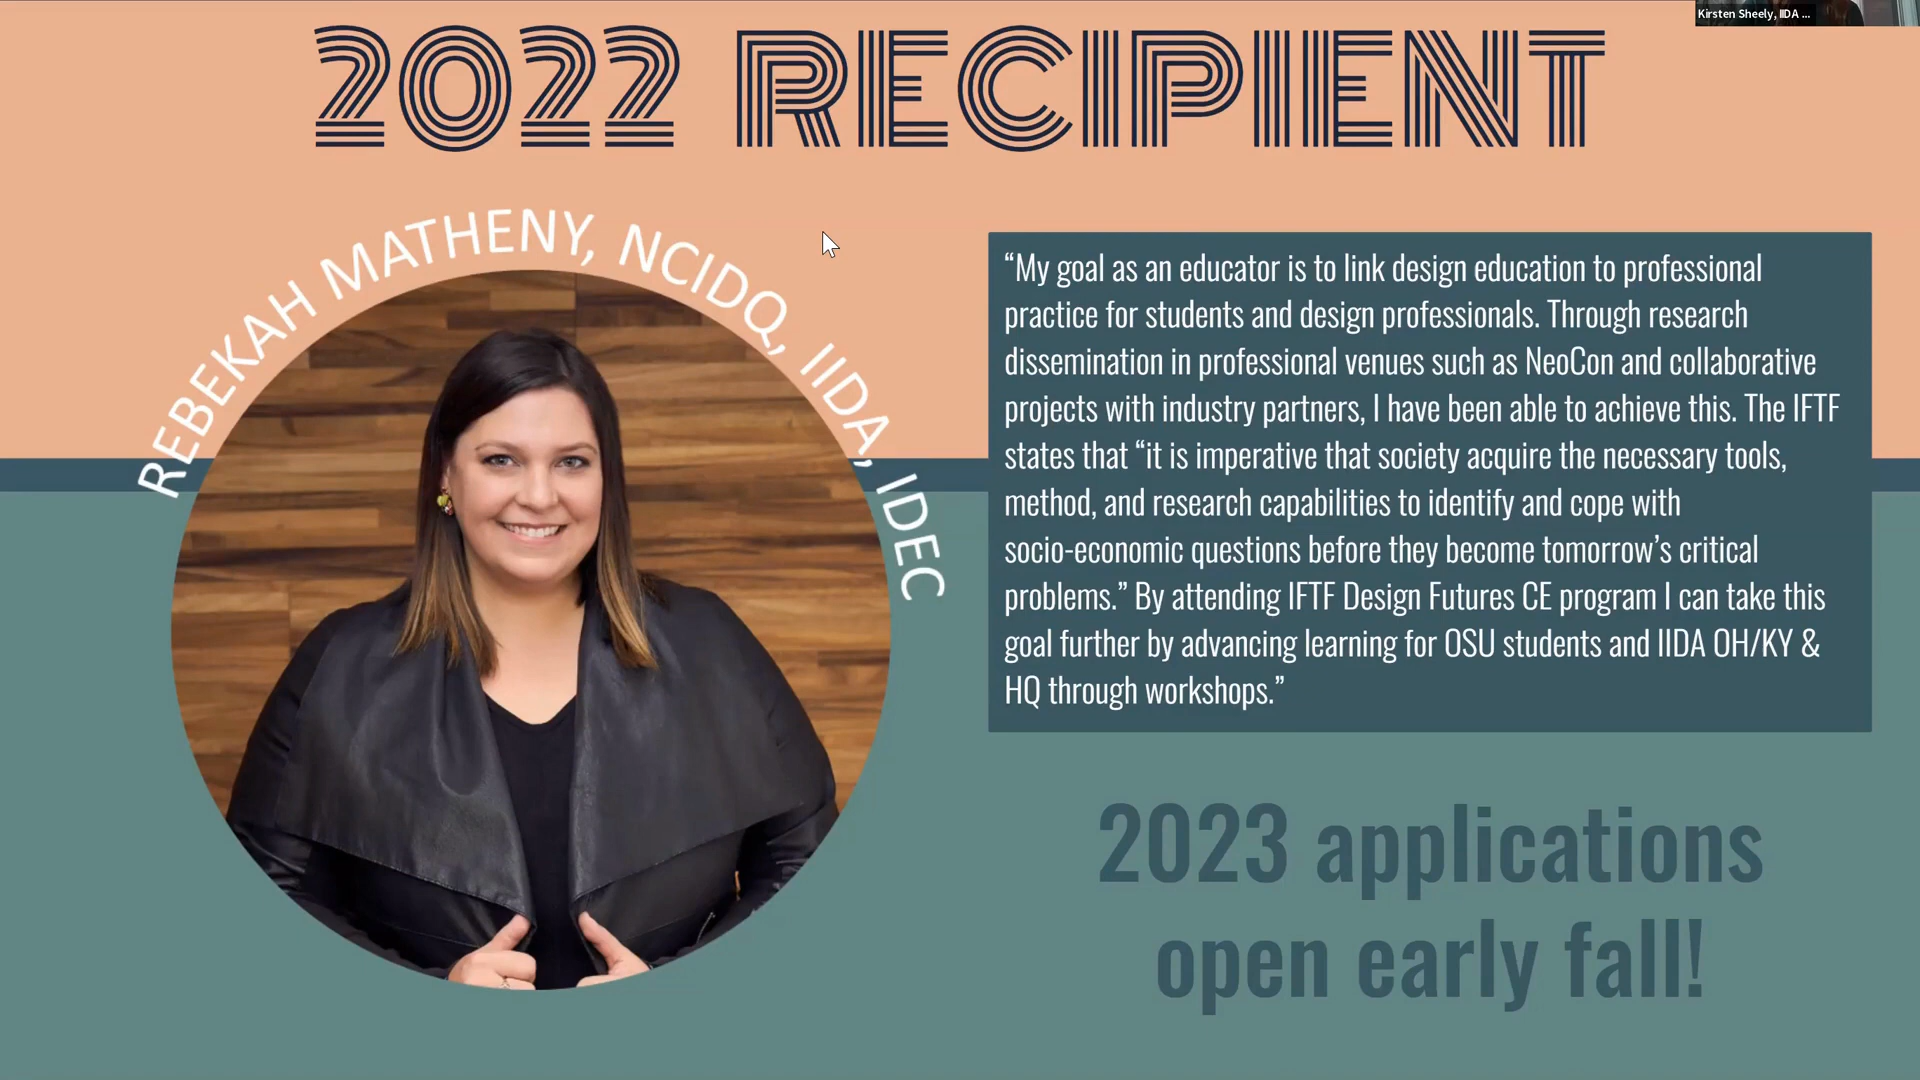 Kirsten Sheely, IIDA ...
2022 RECIPIENT
REBEKAH MATHENY, NCIDQ, IIDA, IDEC
“My goal as an educator is to link design education to professional
practice for students and design professionals. Through research
dissemination in professional venues such as NeoCon and collaborative
projects with industry partners, I have been able to achieve this. The IFTF
states that “it is imperative that society acquire the necessary tools,
method, and research capabilities to identify and cope with
socio-economic questions before they become tomorrow’s critical
problems.” By attending IFTF Design Futures CE program I can take this
goal further by advancing learning for OSU students and IIDA OH/KY &
HQ through workshops.”
2023 applications
open early fall!